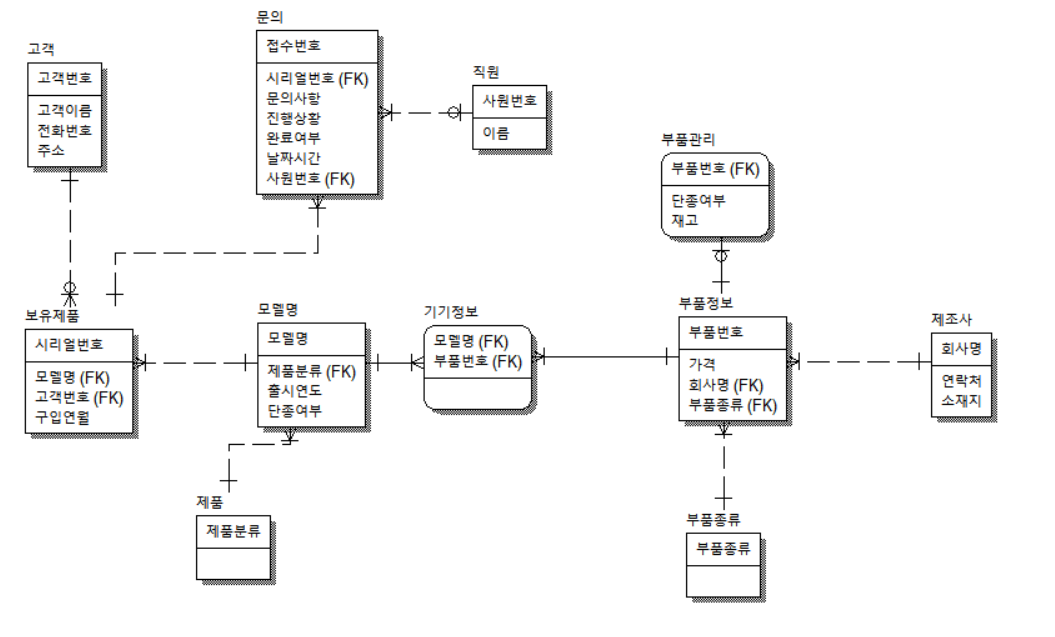 문의
접수번호
시리얼번호 (FK)
문의사항
진행상황
완료여부
날짜시간
사원번호 (FK)
고객
고객번호
고객이름
전화번호
주소
직원
사원번호
이름
부품관리
부품번호 (FK)
단종여부
재고
보유제품
시리얼번호
모델명 (FK)
고객번호 (FK)
구입연월
모델명
모델명
제품분류 (FK)
출시연도
단종여부
기기정보
모델명 (FK)
부품번호 (FK)
부품정보
부품번호
가격
회사명 (FK)
부품종류 (FK)
제조사
회사명
연락처
소재지
제품
제품분류
부품종류
부품종류